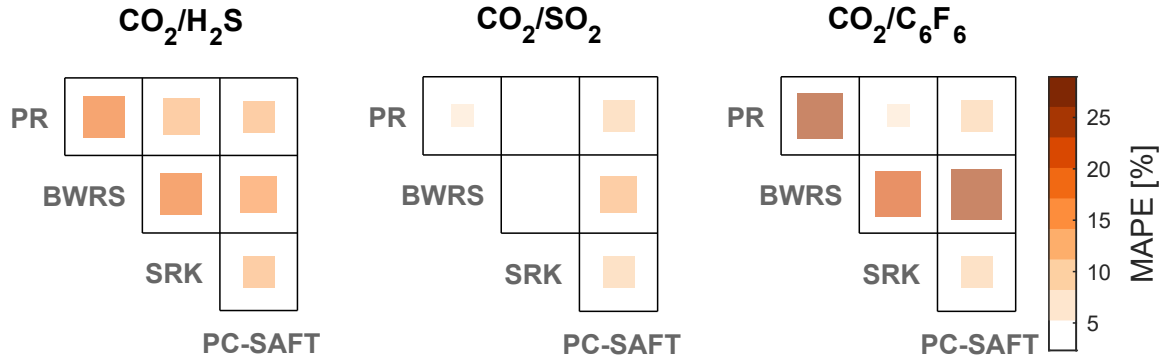 CO2/H2S
CO2/SO2
CO2/C6F6
PR
BWRS
SRK
PC-SAFT
PR
BWRS
SRK
PC-SAFT
PR
BWRS
SRK
PC-SAFT
25
20
15
10
5
MAPE [%]